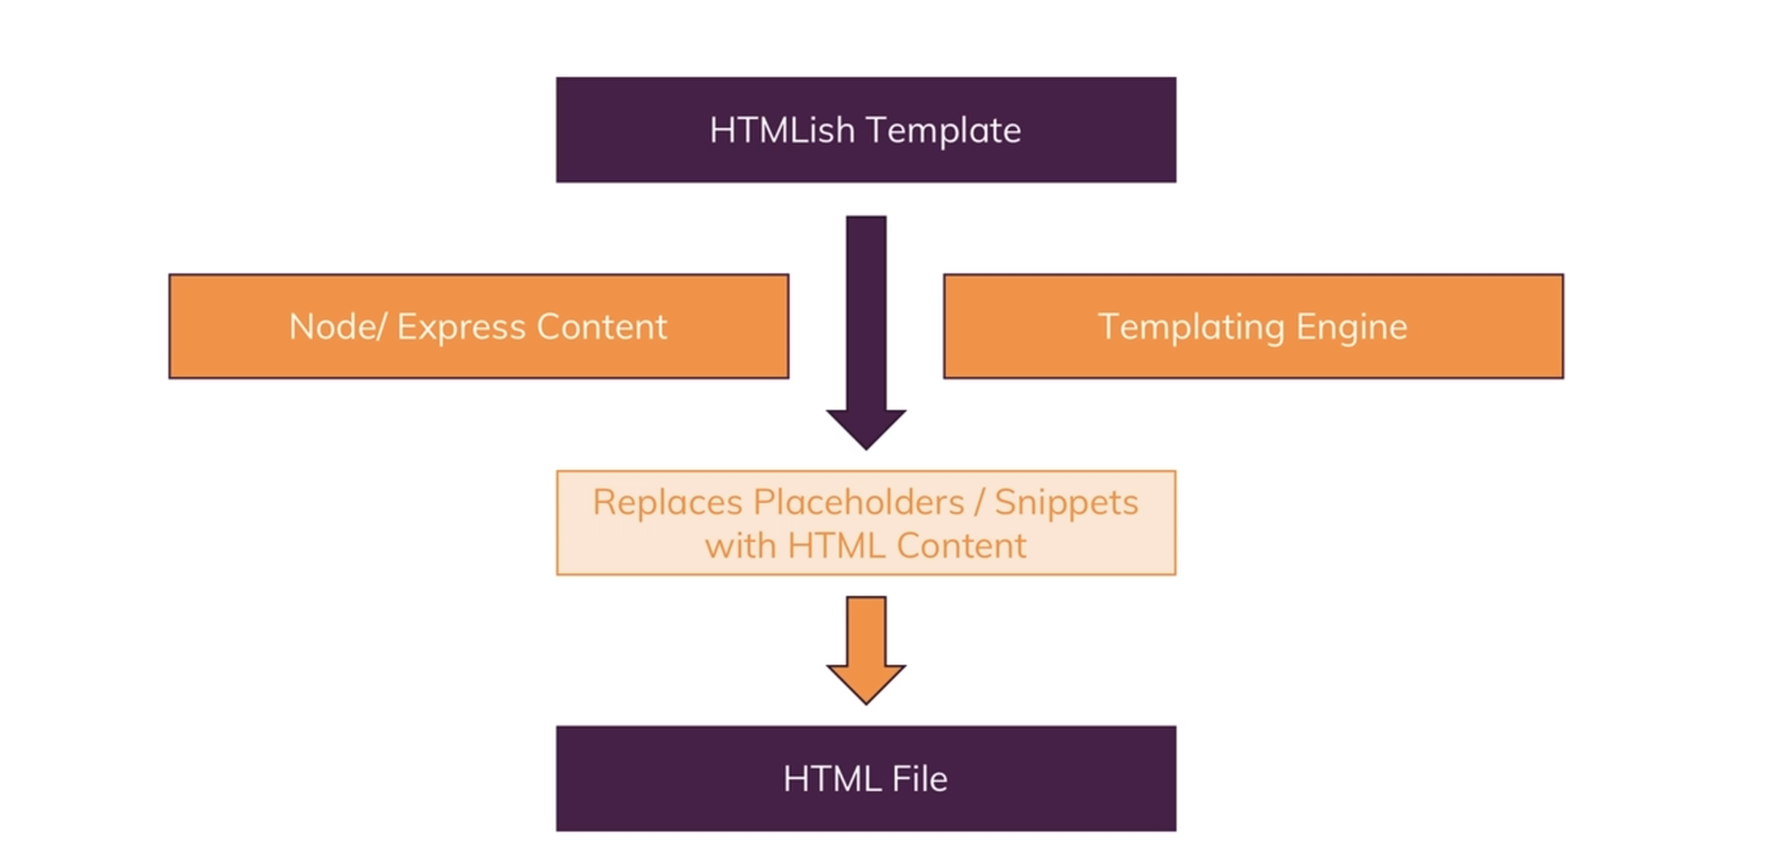 HTMLish Template
Node/ Express Content
Templating Engine
Replaces Placeholders / Snippets
with HTML Content
HTML File